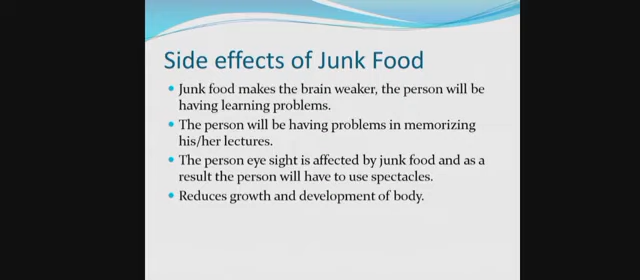 Side effects of Junk Food
• Junk food makes the brain weaker, the person will be
having learning problems.
• The person will be having problems in memorizing
his/her lectures.
• The person eye sight is affected by junk food and as a
result the person will have to use spectacles.
• Reduces growth and development of body.